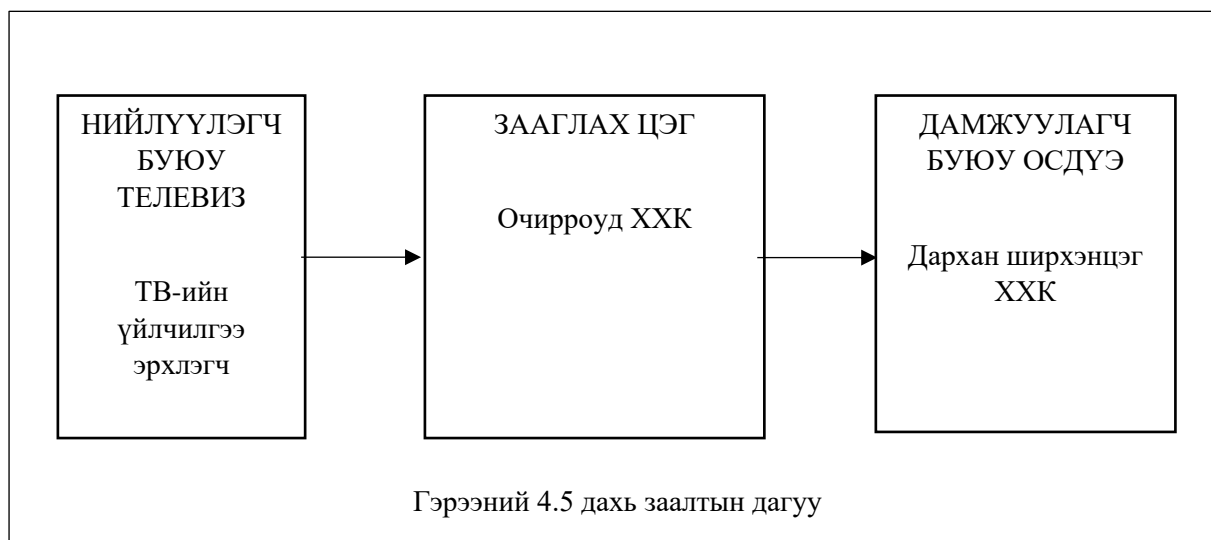 НИЙЛҮҮЛЭГЧ
БУЮУ
ТЕЛЕВИЗ
ТВ-ийн
үйлчилгээ
эрхлэгч
ЗААГЛАХ ЦЭГ
Очирроуд ХХК
ДАМЖУУЛАГЧ
БУЮУ ОСДҮЭ
Дархан ширхэнцэг
ХХК
Гэрээний 4.5 дахь заалтын дагуу